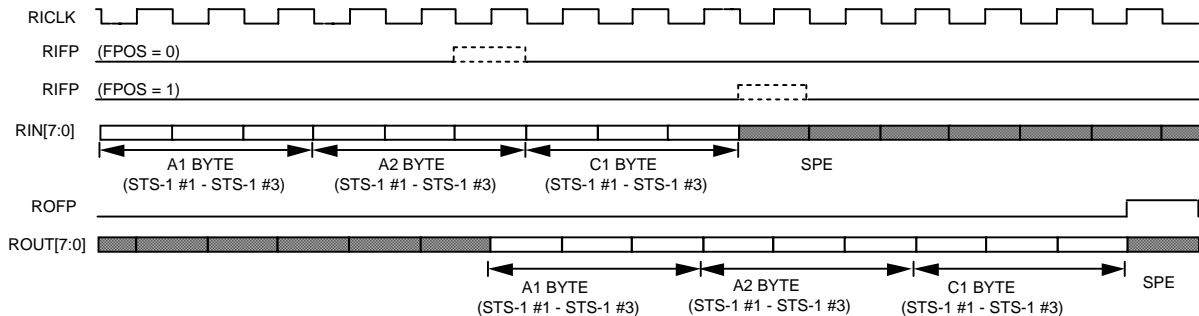 RICLK
RIFP (FPOS = 0)
RIFP (FPOS = 1)
RIN[7:0]
A1 BYTE A2 BYTE C1 BYTE SPE
(STS-1 #1 - STS-1 #3) (STS-1 #1 - STS-1 #3) (STS-1 #1 - STS-1 #3)
ROFP
ROUT[7:0]
A1 BYTE A2 BYTE C1 BYTE SPE
(STS-1 #1 - STS-1 #3) (STS-1 #1 - STS-1 #3) (STS-1 #1 - STS-1 #3)